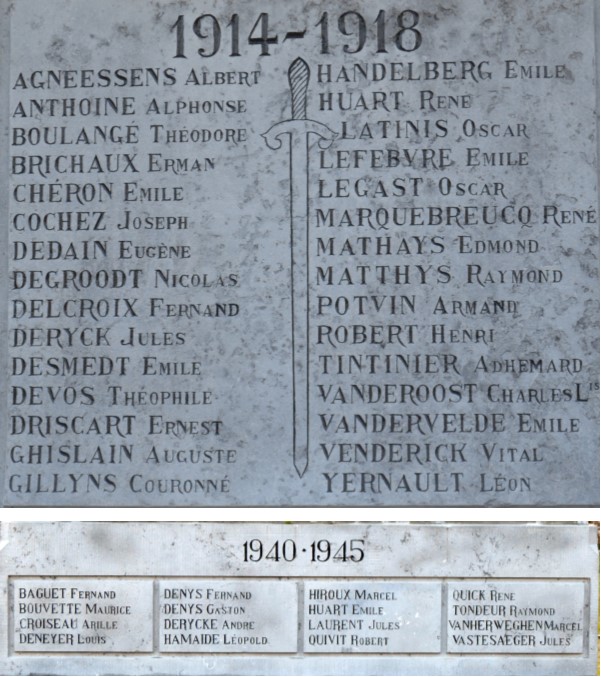 1914-1918
AGNEESSENS ALBERT
ANTHOINE ALPHONSE
BOULANGÉ THÉODORE
BRICHAUX ERMAN
CHÉRON EMILE
COCHEZ JOSEPH
DEDAIN EUGÈNE
DEGROODT NICOLAS
DELCROIX FERNAND
DERYCK JULES
DESMEDT EMILE
DEVOS THÉOPHILE
DRISCART ERNEST
GHISLAIN AUGUSTE
GILLYNS COURONNÉ
HANDELBERG EMILE
HUART RENÉ
LATINIS OSCAR
LEFEBVRE EMILE
LEGAST OSCAR
MARQUEBREUCQ RENÉ
MATHAYS EDMOND
MATTHYS RAYMOND
POTVIN ARMAND
ROBERT HENRI
TINTINIER ADHEMARD
VANDEROOST CHARLES LIS
VANDERVELDE EMILE
VENDERICK VITAL
YERNAULT LÉON
1940·1945
BAGUET FERNAND
BOUVETTE MAURICE
CROISEAU ARILLE
DENEYER LOUIS
DENYS FERNAND
DENYS GASTON
DERYCKE ANDRÉ
HAMAIDE LÉOPOLD
HIROUX MARCEL
HUART EMILE
LAURENT JULES
QUIVIT ROBERT
QUICK RENÉ
TONDEUR RAYMOND
VANHERWEGHEN MARCEL
VASTESAEGER JULES